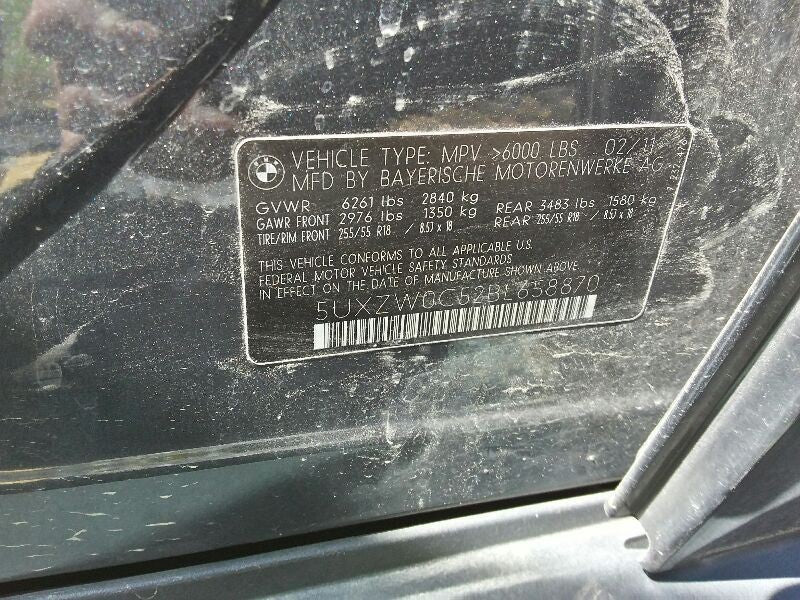 VEHICLE TYPE: MPV >6000 LBS 02/11
MFD BY BAYERISCHE MOTORENWERKE AG
GVWR 6261 lbs 2840 kg
GAWR FRONT 2976 lbs 1350 kg REAR 3483 lbs 1580 kg
TIRE/RIM FRONT 255/55 R18 / 8.5J x 18 REAR 255/55 R18 / 8.5J x 18
THIS VEHICLE CONFORMS TO ALL APPLICABLE U.S.
FEDERAL MOTOR VEHICLE SAFETY STANDARDS
IN EFFECT ON THE DATE OF MANUFACTURE SHOWN ABOVE
5UXZW0C52BL658870